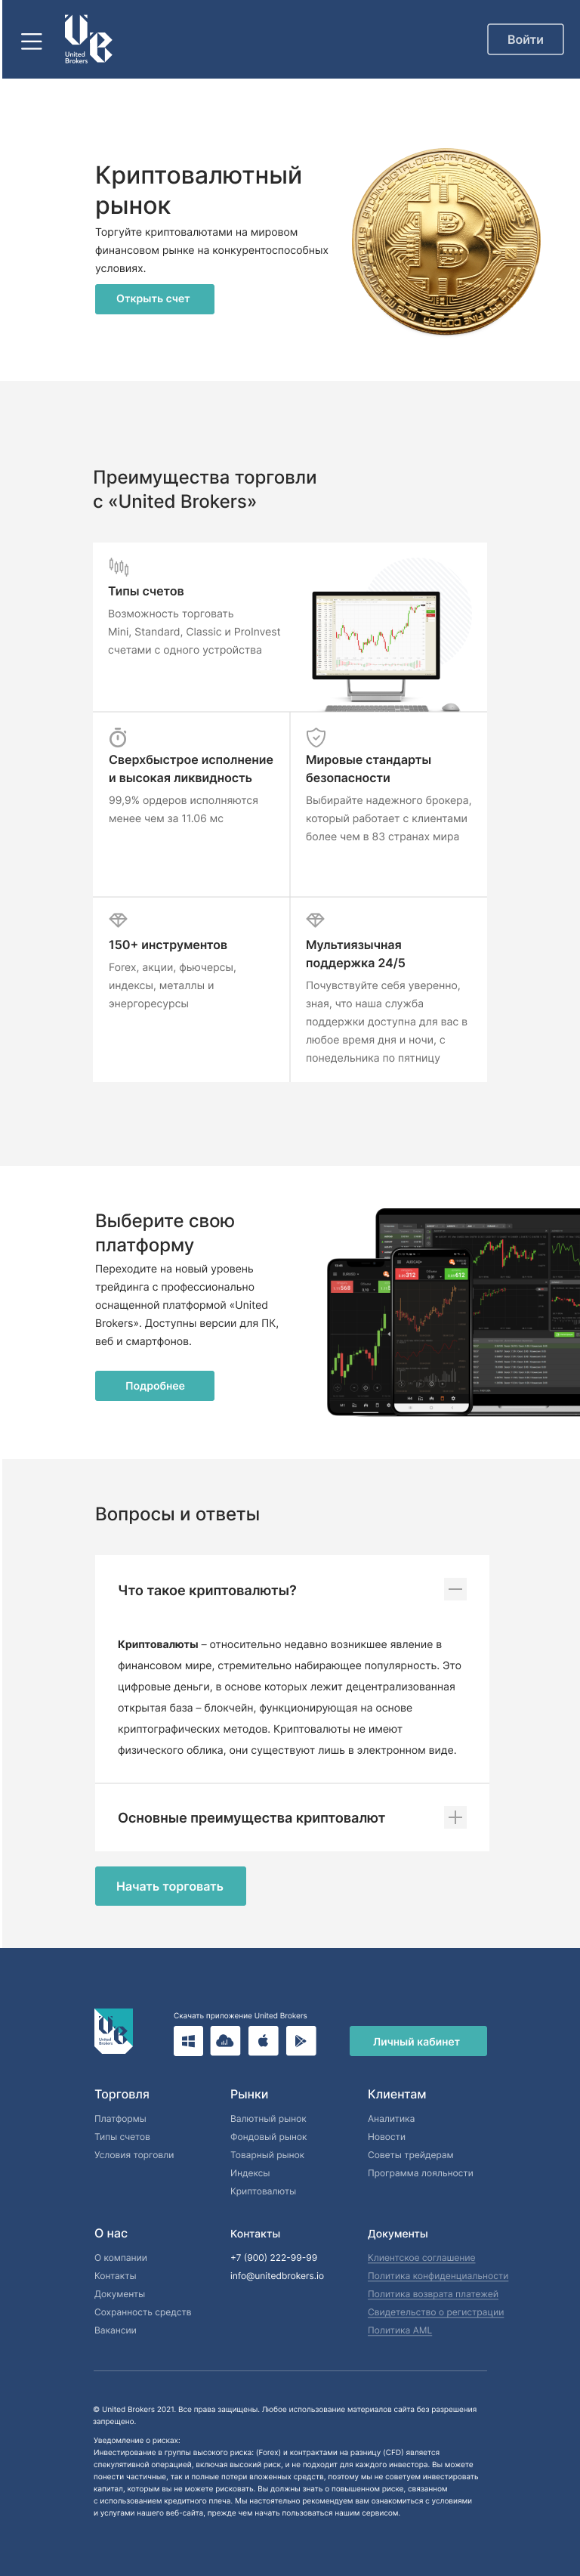 United
Brokers
Войти
Криптовалютный
рынок
Торгуйте криптовалютами на мировом
финансовом рынке на конкурентоспособных
условиях.
Открыть счет
Преимущества торговли
с «United Brokers»
Типы счетов
Возможность торговать
Mini, Standard, Classic и ProInvest
счетами с одного устройства
Сверхбыстрое исполнение
и высокая ликвидность
99,9% ордеров исполняются
менее чем за 11.06 мс
Мировые стандарты
безопасности
Выбирайте надежного брокера,
который работает с клиентами
более чем в 83 странах мира
150+ инструментов
Forex, акции, фьючерсы,
индексы, металлы и
энергоресурсы
Мультиязычная
поддержка 24/5
Почувствуйте себя уверенно,
зная, что наша служба
поддержки доступна для вас в
любое время дня и ночи, с
понедельника по пятницу
Выберите свою
платформу
Переходите на новый уровень
трейдинга с профессионально
оснащенной платформой «United
Brokers». Доступны версии для ПК,
веб и смартфонов.
Подробнее
Вопросы и ответы
Что такое криптовалюты?
Криптовалюты – относительно недавно возникшее явление в
финансовом мире, стремительно набирающее популярность. Это
цифровые деньги, в основе которых лежит децентрализованная
открытая база – блокчейн, функционирующая на основе
криптографических методов. Криптовалюты не имеют
физического облика, они существуют лишь в электронном виде.
Основные преимущества криптовалют
Начать торговать
United
Brokers
Скачать приложение United Brokers
Личный кабинет
Торговля
Платформы
Типы счетов
Условия торговли
Рынки
Валютный рынок
Фондовый рынок
Товарный рынок
Индексы
Криптовалюты
Клиентам
Аналитика
Новости
Советы трейдерам
Программа лояльности
О нас
О компании
Контакты
Документы
Сохранность средств
Вакансии
Контакты
+7 (900) 222-99-99
info@unitedbrokers.io
Документы
Клиентское соглашение
Политика конфиденциальности
Политика возврата платежей
Свидетельство о регистрации
Политика AML
© United Brokers 2021. Все права защищены. Любое использование материалов сайта без разрешения
запрещено.
Уведомление о рисках:
Инвестирование в группы высокого риска: (Forex) и контрактами на разницу (CFD) является
спекулятивной операцией, включая высокий риск, и не подходит для каждого инвестора. Вы можете
понести частичные, так и полные потери вложенных средств, поэтому мы не советуем инвестировать
капитал, которым вы не можете рисковать. Вы должны знать о повышенном риске, связанном
с использованием кредитного плеча. Мы настоятельно рекомендуем вам ознакомиться с условиями
и услугами нашего веб-сайта, прежде чем начать пользоваться нашим сервисом.